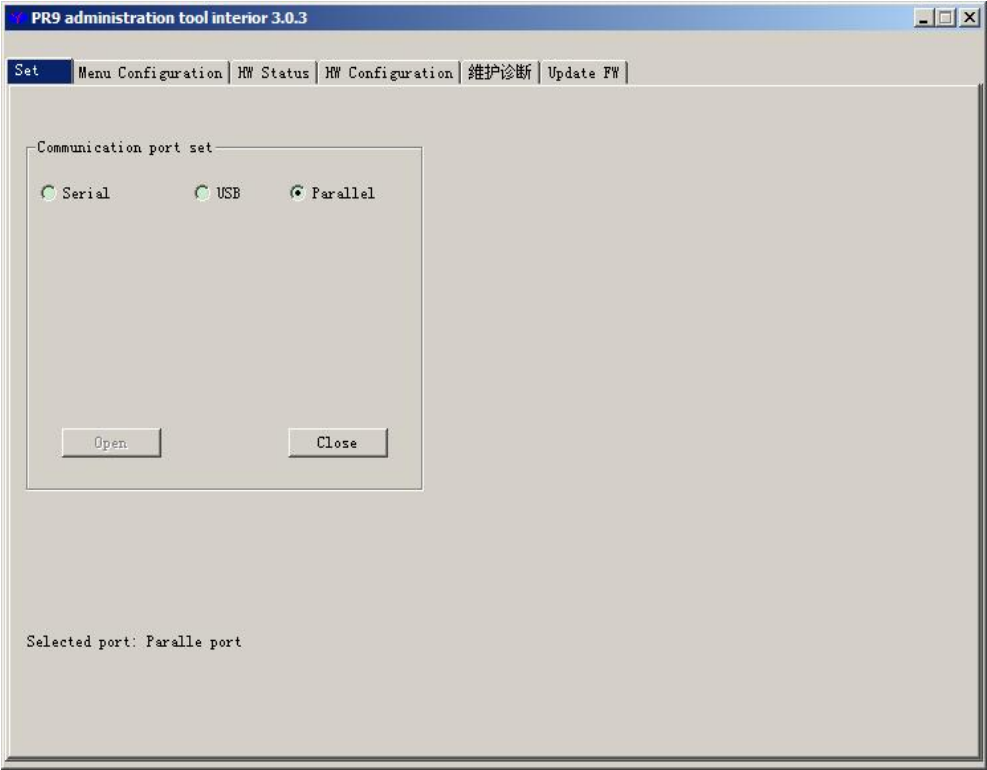 PR9 administration tool interior 3.0.3
Set Menu Configuration HW Status HW Configuration 维护诊断 Update FW
Communication port set
Serial USB Parallel
Open Close
Selected port: Paralle port